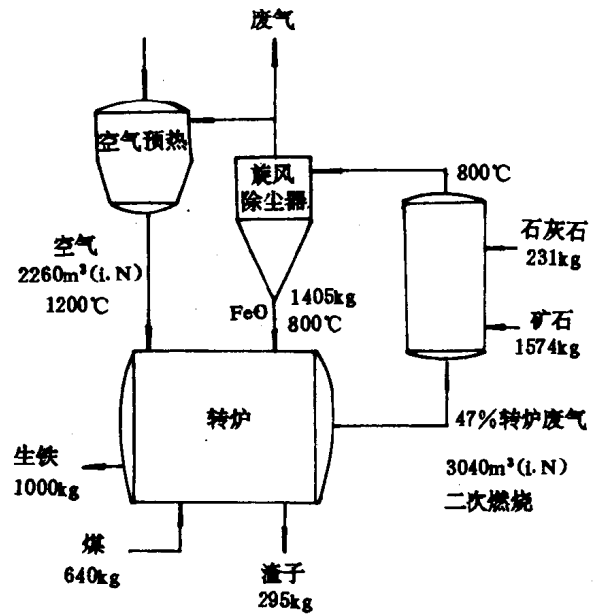 废气
空气预热
旋风
除尘器
800℃
石灰石
231kg
矿石
1574kg
空气
2260m³(i.N)
1200℃
FeO
1405kg
800℃
转炉
47%转炉废气
3040m³(i.N)
二次燃烧
生铁
1000kg
煤
640kg
渣子
295kg